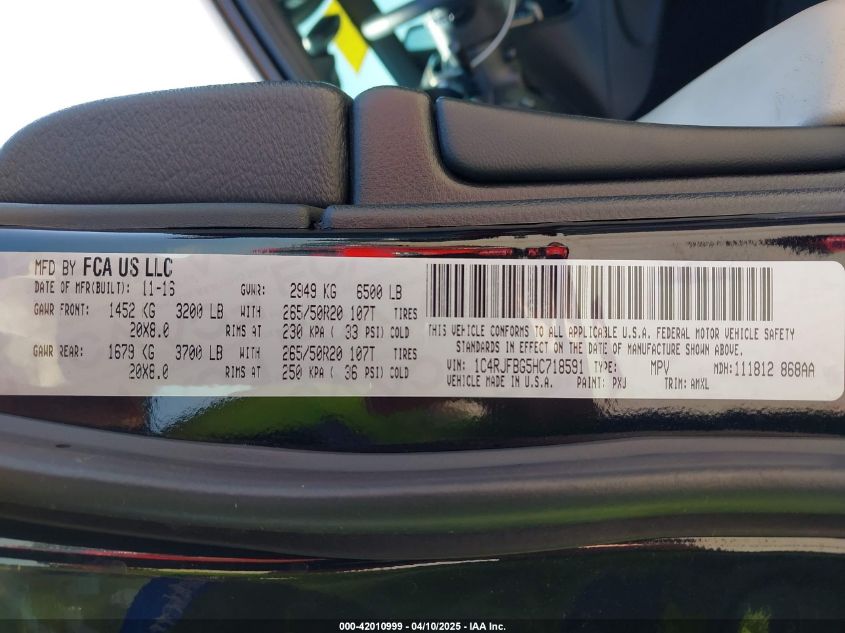 MFD BY FCA US LLC
DATE OF MFR(BUILT): 11-16 GVWR: 2949 KG 6500 LB
GAWR FRONT: 1452 KG 3200 LB WITH 265/50R20 107T TIRES
20X8.0 RIMS AT 230 KPA ( 33 PSI) COLD
GAWR REAR: 1679 KG 3700 LB WITH 265/50R20 107T TIRES
20X8.0 RIMS AT 250 KPA ( 36 PSI) COLD
THIS VEHICLE CONFORMS TO ALL APPLICABLE U.S.A. FEDERAL MOTOR VEHICLE SAFETY
STANDARDS IN EFFECT ON THE DATE OF MANUFACTURE SHOWN ABOVE.
VIN: 1C4RJFBG5HC718591 TYPE: MPV MDH: 111812 868AA
VEHICLE MADE IN U.S.A. PAINT: PXJ TRIM: AMXL
000-42010999 — 04/10/2025 — IAA Inc.